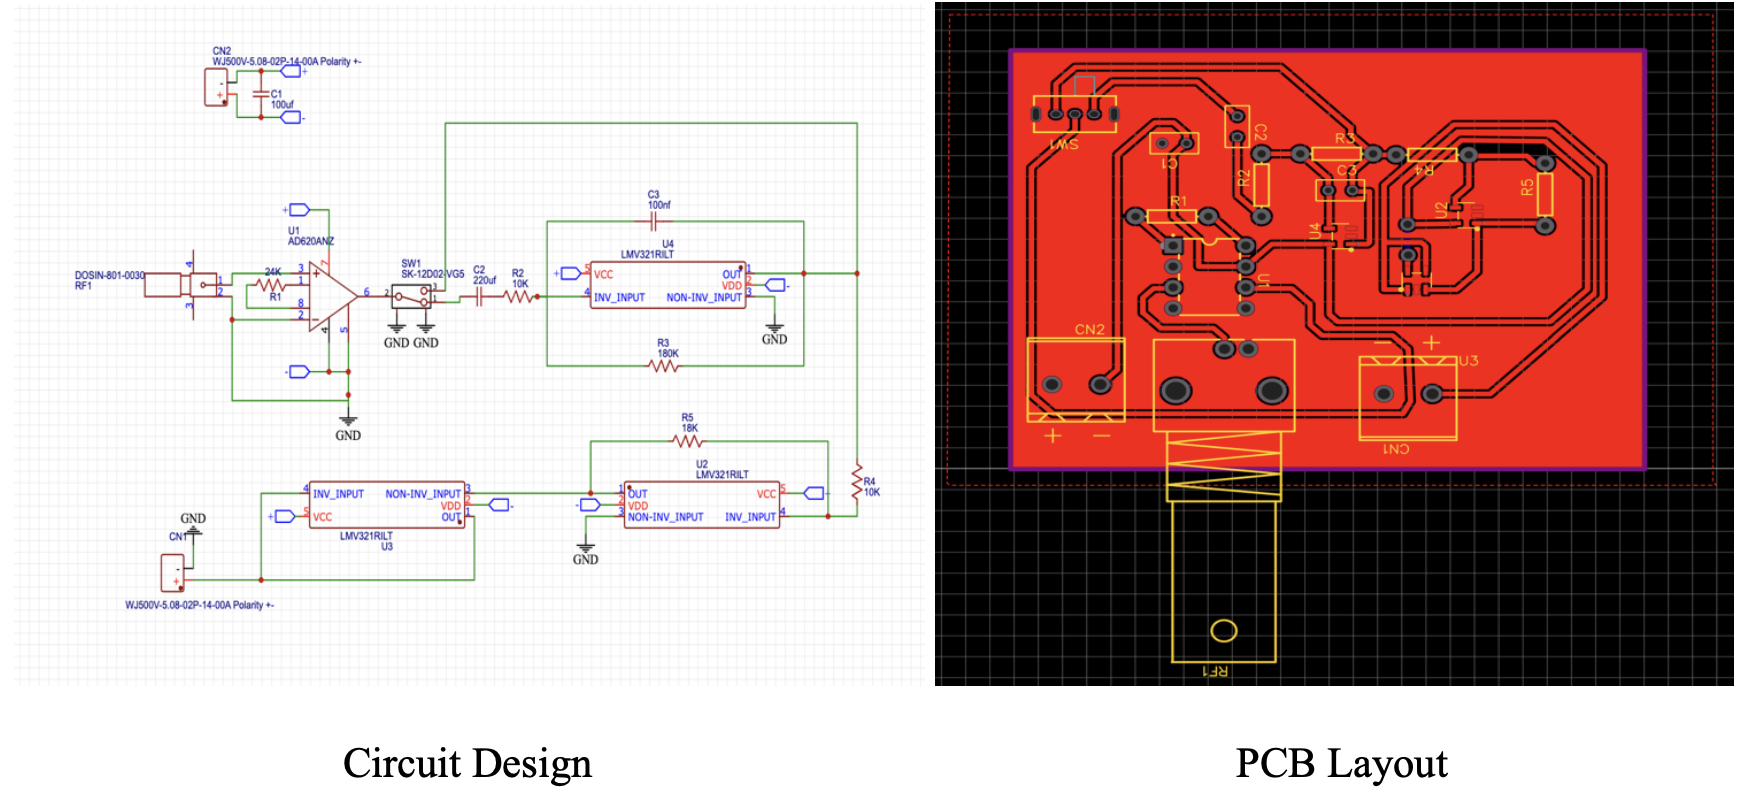 CN2
WJ500V-5.08-02P-14-00A Polarity +-
-
+
+
C1
100uf
-
+
U1
AD620ANZ
DOSIN-801-0030
RF1
4
1
2
3
24K
R1
3
1
8
2
+
-
7
6
4
5
-
GND
SW1
SK-12D02-VG5
2
3
1
GND GND
C2
220uf
R2
10K
C3
100nf
U4
LMV321RILT
+
5
VCC
OUT
1
VDD
2
-
4
INV_INPUT
NON-INV_INPUT
3
GND
R3
180K
R5
18K
U2
LMV321RILT
1
OUT
VCC
5
-
2
VDD
3
NON-INV_INPUT
INV_INPUT
4
GND
R4
10K
4
INV_INPUT
NON-INV_INPUT
3
VDD
2
-
+
5
VCC
OUT
1
LMV321RILT
U3
GND
CN1
-
+
WJ500V-5.08-02P-14-00A Polarity +-
SW1
C1
C2
R3
R4
C3
R2
R5
R1
U4
U2
U1
CN2
+ -
- +
U3
CN1
RF1
Circuit Design
PCB Layout